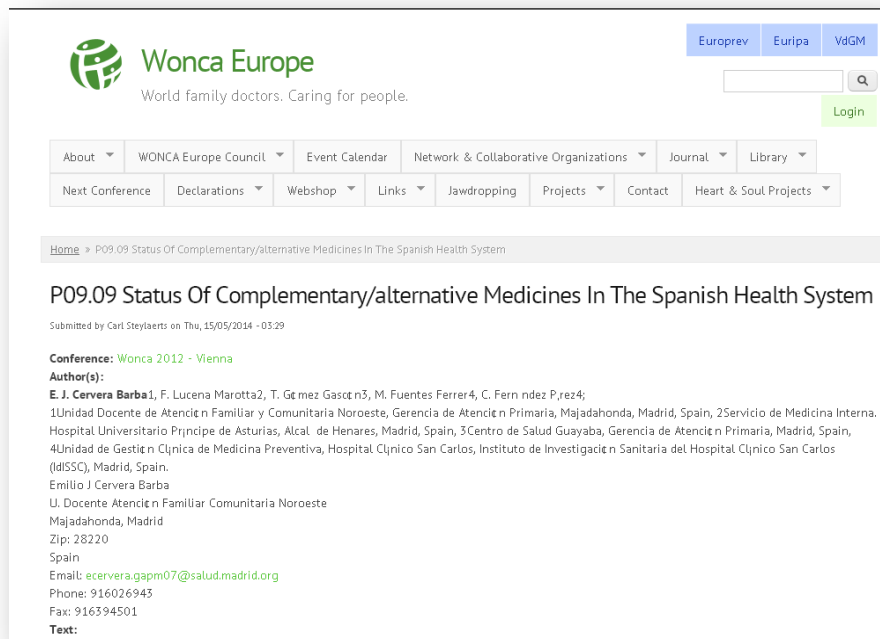 Europrev Euripa VdGM
Wonca Europe
World family doctors. Caring for people.
Login
About WONCA Europe Council Event Calendar Network & Collaborative Organizations Journal Library
Next Conference Declarations Webshop Links Jawdropping Projects Contact Heart & Soul Projects
Home » P09.09 Status Of Complementary/alternative Medicines In The Spanish Health System
P09.09 Status Of Complementary/alternative Medicines In The Spanish Health System
Submitted by Carl Steylaerts on Thu, 15/05/2014 - 03:29
Conference: Wonca 2012 - Vienna
Author(s):
E. J. Cervera Barba1, F. Lucena Marotta2, T. G¢mez Gasc¢n3, M. Fuentes Ferrer4, C. Fern ndez P‚rez4;
1Unidad Docente de Atenci¢n Familiar y Comunitaria Noroeste, Gerencia de Atenci¢n Primaria, Majadahonda, Madrid, Spain, 2Servicio de Medicina Interna.
Hospital Universitario Pr¡ncipe de Asturias, Alcal  de Henares, Madrid, Spain, 3Centro de Salud Guayaba, Gerencia de Atenci¢n Primaria, Madrid, Spain,
4Unidad de Gesti¢n Cl¡nica de Medicina Preventiva, Hospital Cl¡nico San Carlos, Instituto de Investigaci¢n Sanitaria del Hospital Cl¡nico San Carlos
(IdISSC), Madrid, Spain.
Emilio J Cervera Barba
U. Docente Atenci¢n Familiar Comunitaria Noroeste
Majadahonda, Madrid
Zip: 28220
Spain
Email: ecervera.gapm07@salud.madrid.org
Phone: 916026943
Fax: 916394501
Text: